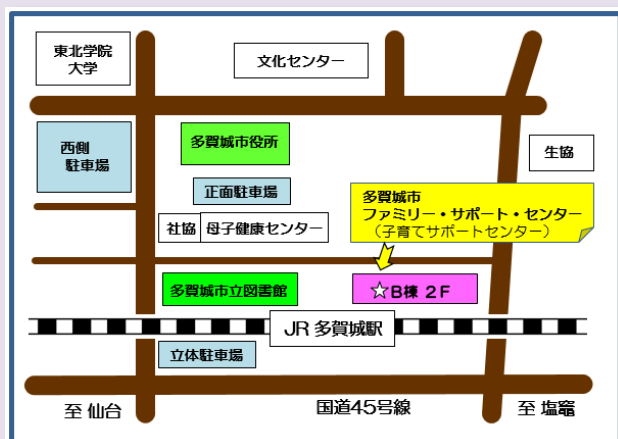 東北学院
大学
文化センター
西側
駐車場
多賀城市役所
生協
正面駐車場
多賀城市
ファミリー・サポート・センター
（子育てサポートセンター）
社協
母子健康センター
多賀城市立図書館
☆B棟 2F
JR 多賀城駅
立体駐車場
至 仙台
国道45号線
至 塩竈